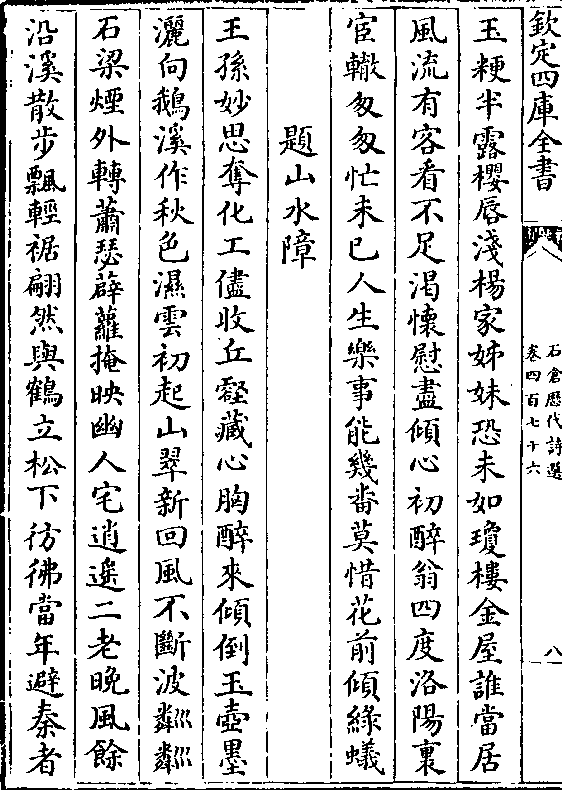 欽定四庫全書
石倉歷代詩選
卷四百七十六
八
玉粳半露櫻唇淺楊家姊妹恐未如瓊樓金屋誰當居
風流有客看不足渴懷慰盡傾心初醉翁四度洛陽裏
宦轍匆匆忙未已人生樂事能幾畨莫惜花前傾綠蟻
題山水障
王孫妙思奪化工儘收丘壑藏心胸醉來傾倒玉壺墨
灑向鵝溪作秋色濕雲初起山翠新回風不斷波粼粼
石梁煙外轉蕭瑟薜蘿掩映幽人宅逍遥二老晚風餘
沿溪散步飄輕裾翩然與鶴立松下彷彿當年避秦者